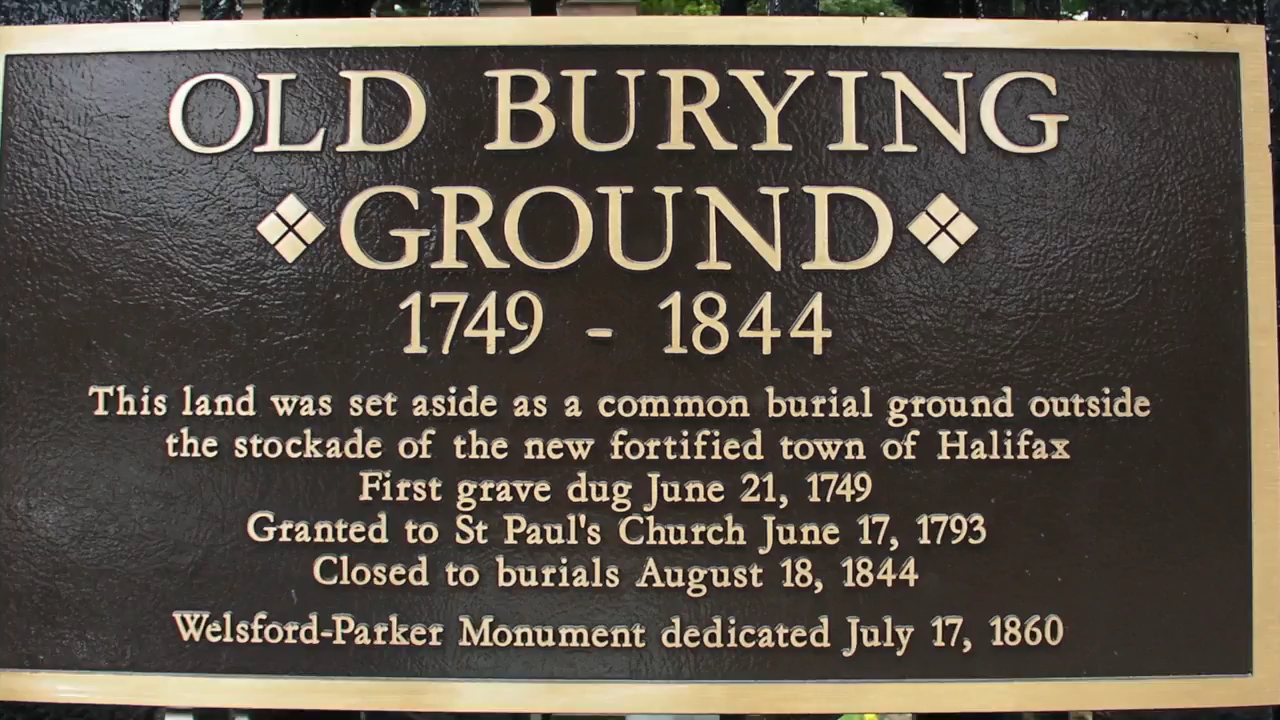 OLD BURYING
GROUND
1749 - 1844
This land was set aside as a common burial ground outside
the stockade of the new fortified town of Halifax
First grave dug June 21, 1749
Granted to St Paul's Church June 17, 1793
Closed to burials August 18, 1844
Welsford-Parker Monument dedicated July 17, 1860